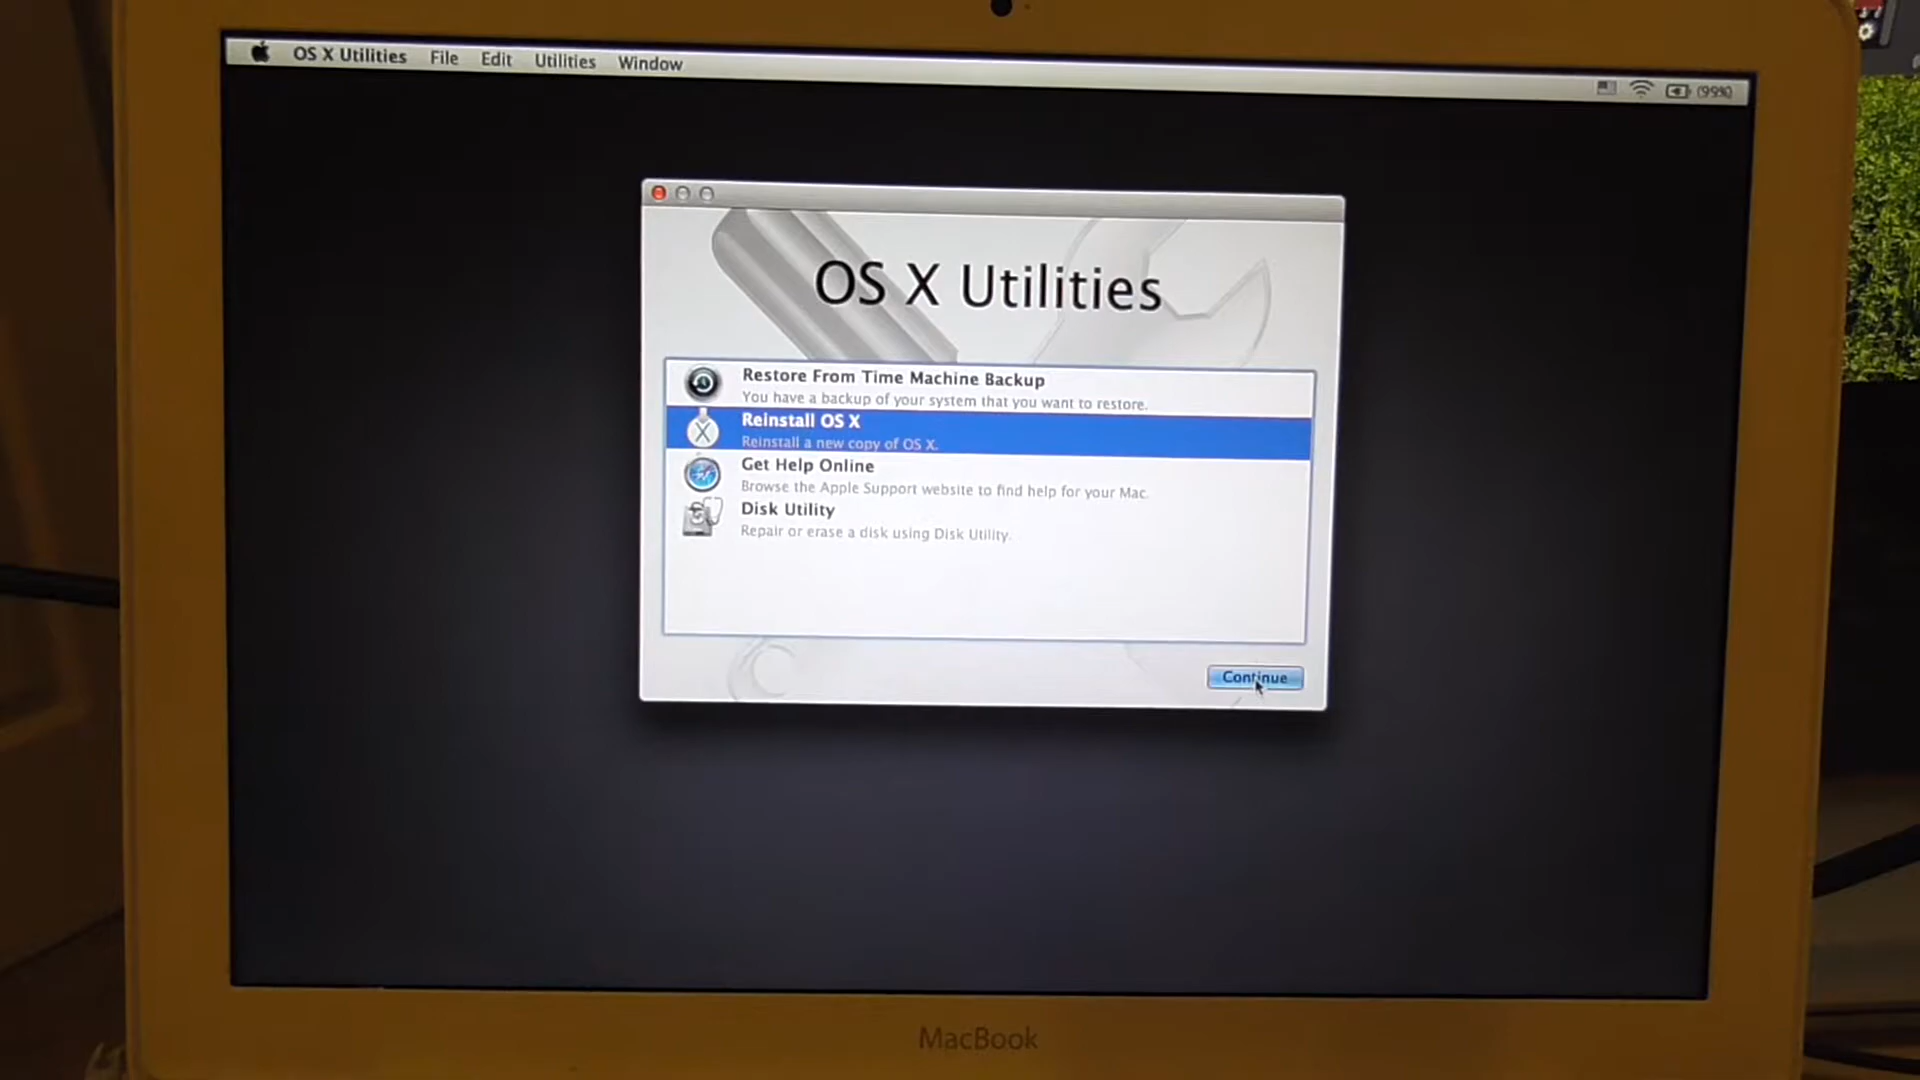 OS X Utilities File Edit Utilities Window
(99%)
OS X Utilities
Restore From Time Machine Backup
You have a backup of your system that you want to restore.
Reinstall OS X
Reinstall a new copy of OS X.
Get Help Online
Browse the Apple Support website to find help for your Mac.
Disk Utility
Repair or erase a disk using Disk Utility.
Continue
MacBook